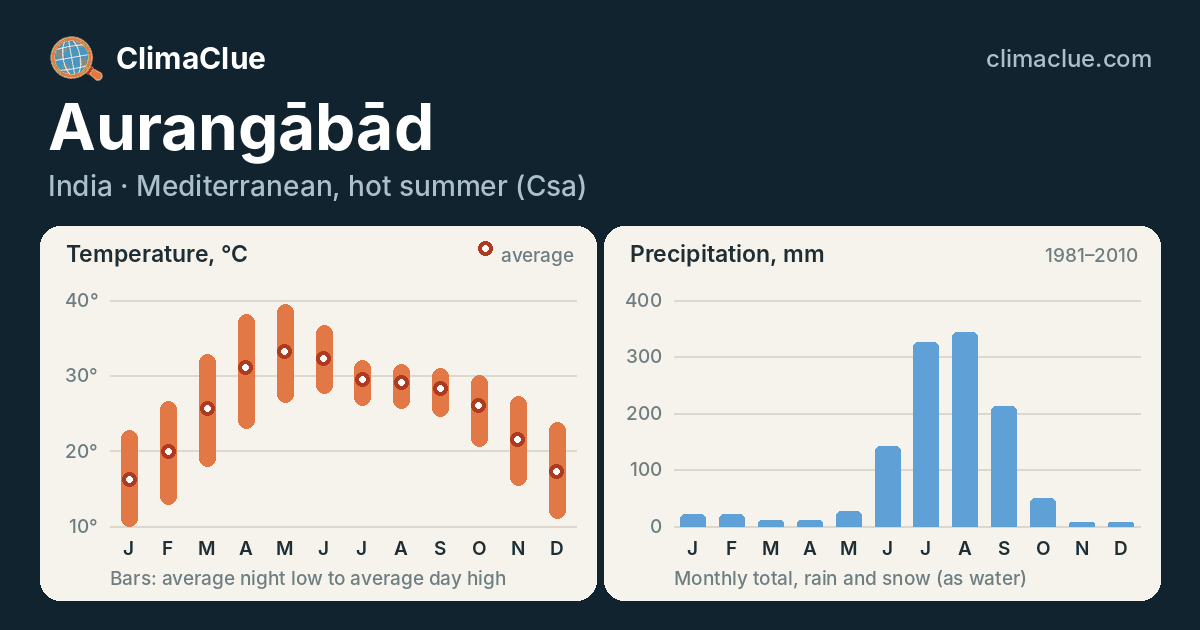 ClimaClue
climaclue.com
Aurangābād
India · Mediterranean, hot summer (Csa)
Temperature, °C
average
40°
30°
20°
10°
J F M A M J J A S O N D
Bars: average night low to average day high
Precipitation, mm
1981–2010
400
300
200
100
0
J F M A M J J A S O N D
Monthly total, rain and snow (as water)